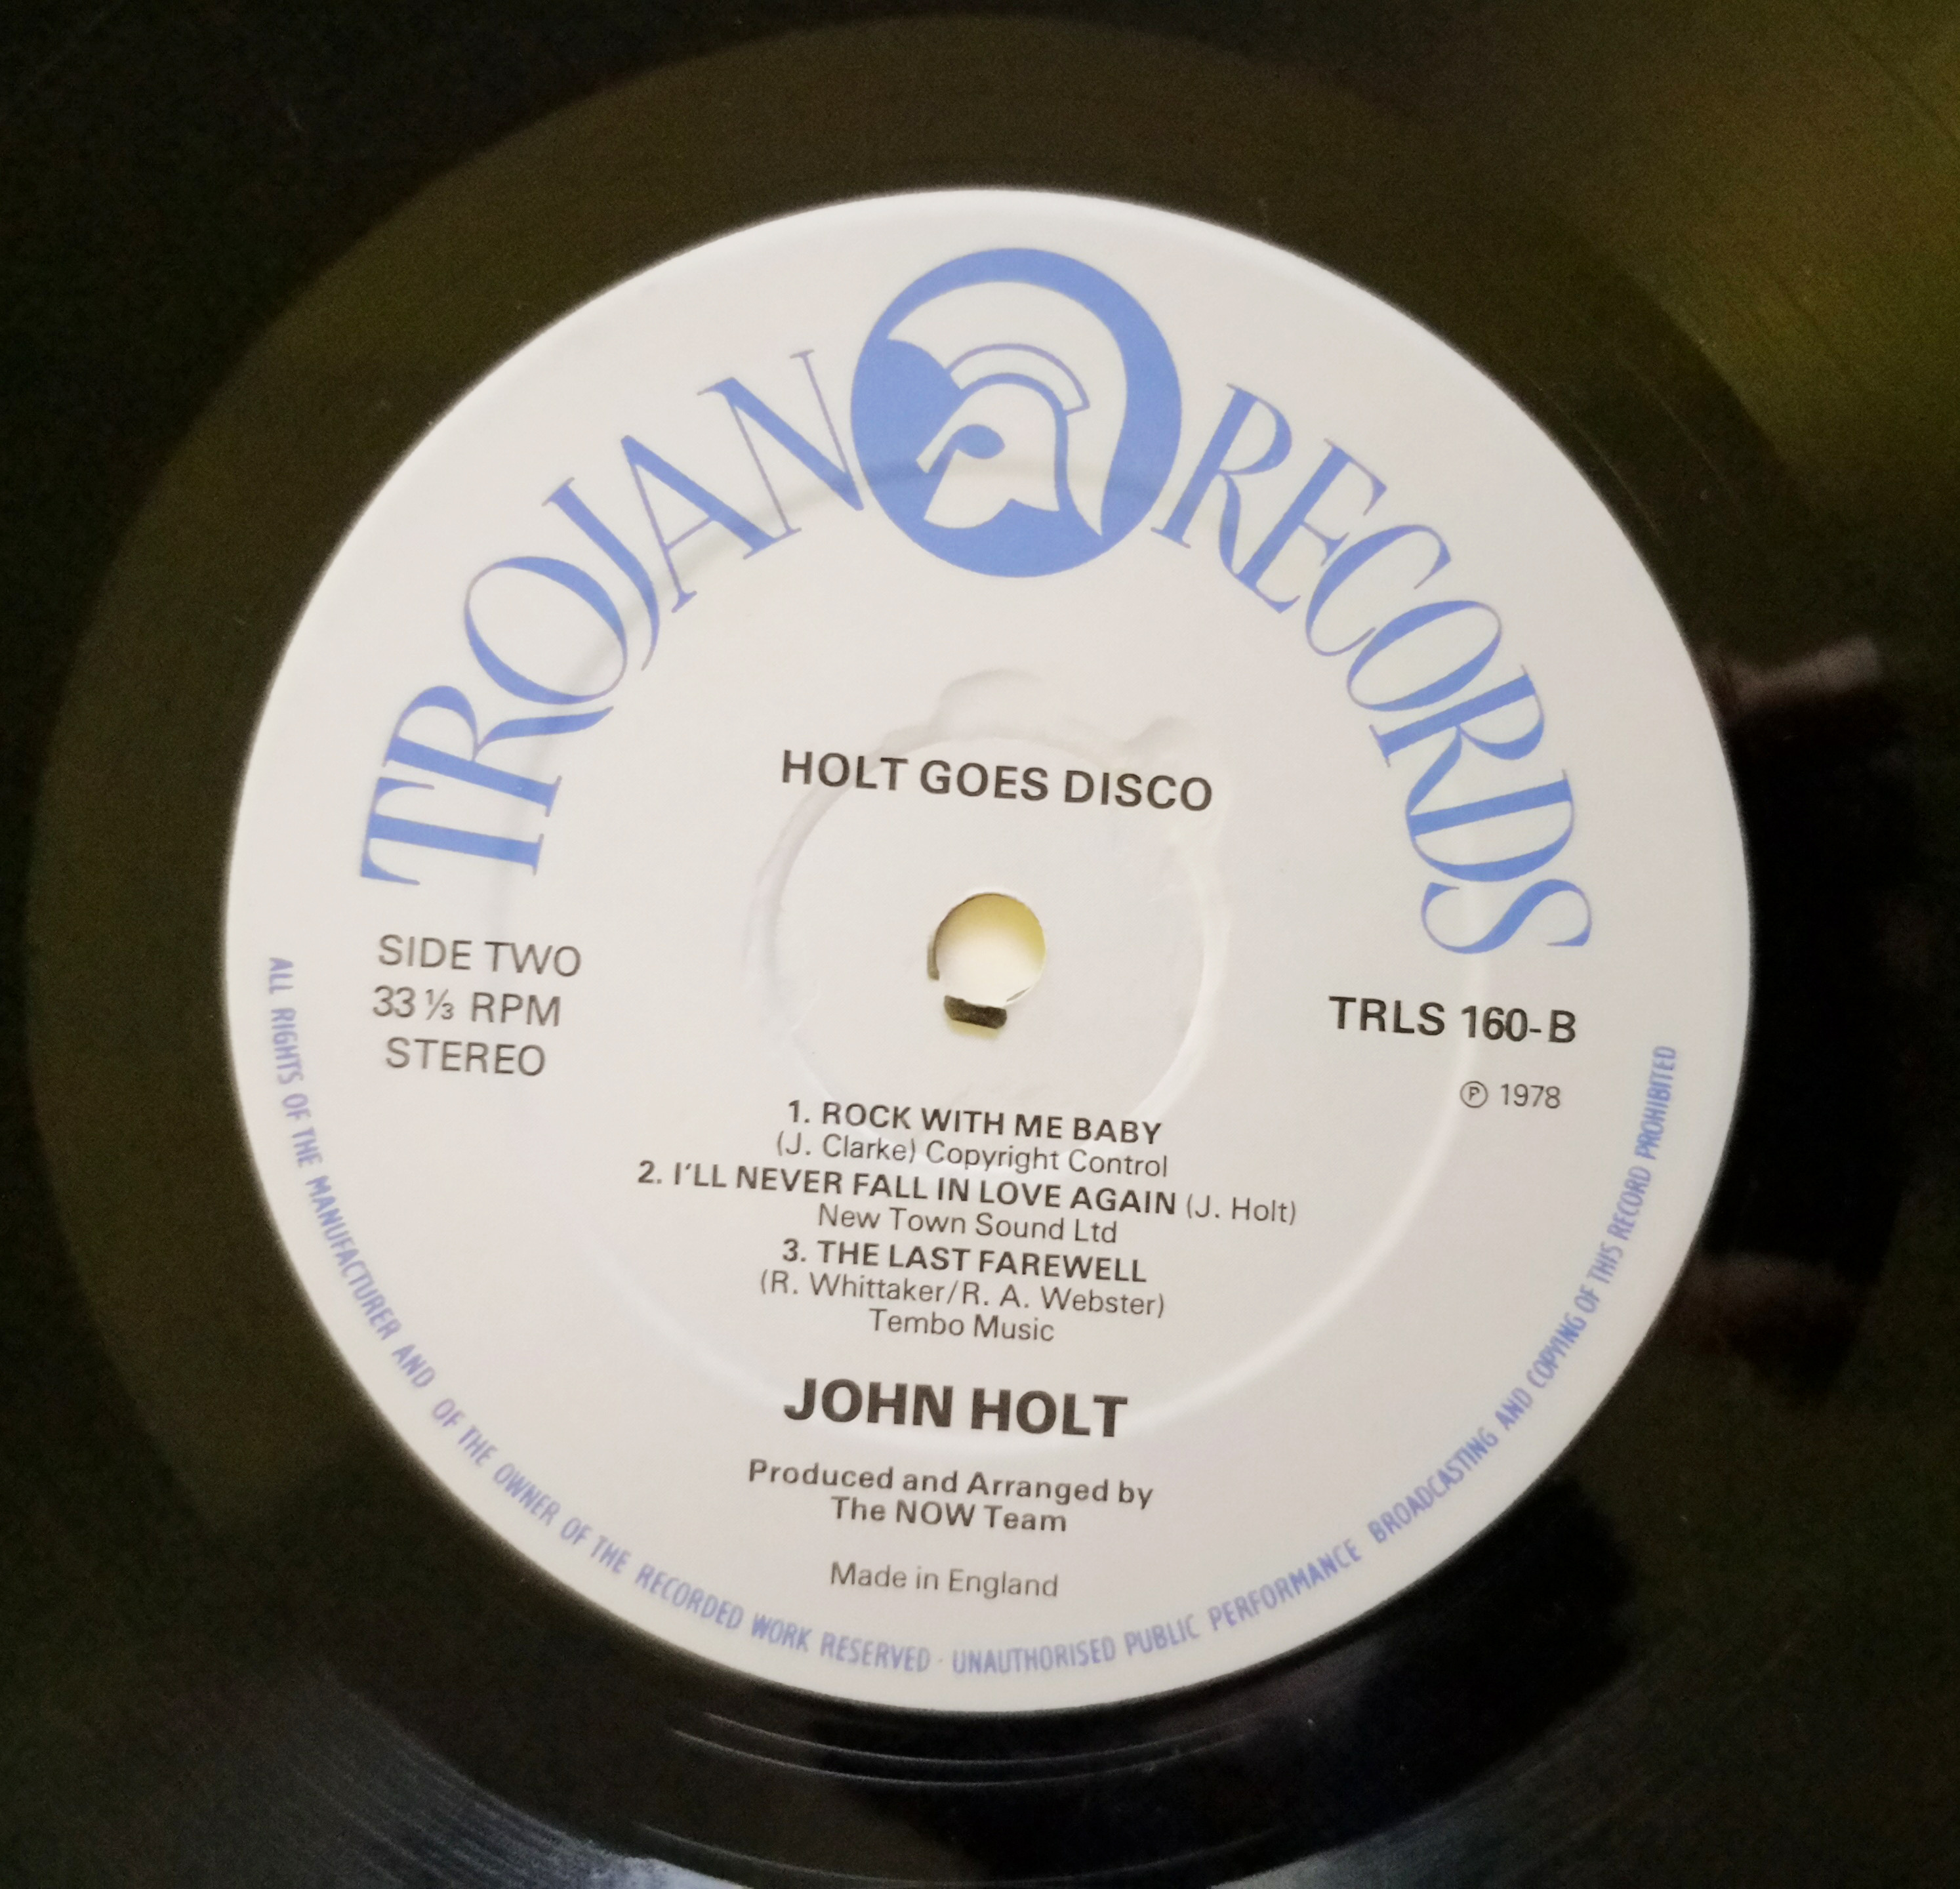 TROJAN RECORDS
HOLT GOES DISCO
SIDE TWO
33⅓ RPM
STEREO
TRLS 160-B
℗ 1978
1. ROCK WITH ME BABY
(J. Clarke) Copyright Control
2. I'LL NEVER FALL IN LOVE AGAIN (J. Holt)
New Town Sound Ltd
3. THE LAST FAREWELL
(R. Whittaker/R. A. Webster)
Tembo Music
JOHN HOLT
Produced and Arranged by
The NOW Team
Made in England
ALL RIGHTS OF THE MANUFACTURER AND OF THE OWNER OF THE RECORDED WORK RESERVED · UNAUTHORISED PUBLIC PERFORMANCE BROADCASTING AND COPYING OF THIS RECORD PROHIBITED